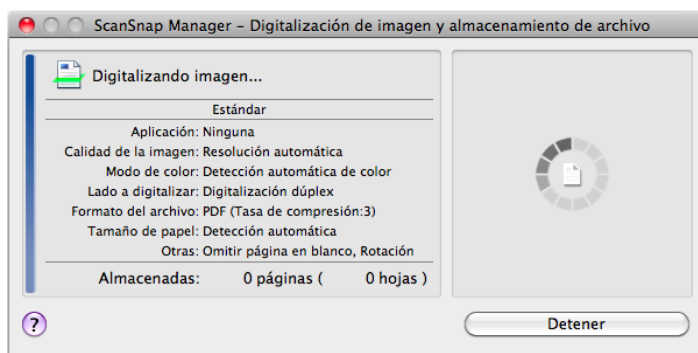 ScanSnap Manager – Digitalización de imagen y almacenamiento de archivo
Digitalizando imagen...
Estándar
Aplicación: Ninguna
Calidad de la imagen: Resolución automática
Modo de color: Detección automática de color
Lado a digitalizar: Digitalización dúplex
Formato del archivo: PDF (Tasa de compresión:3)
Tamaño de papel: Detección automática
Otras: Omitir página en blanco, Rotación
Almacenadas: 0 páginas ( 0 hojas )
?
Detener